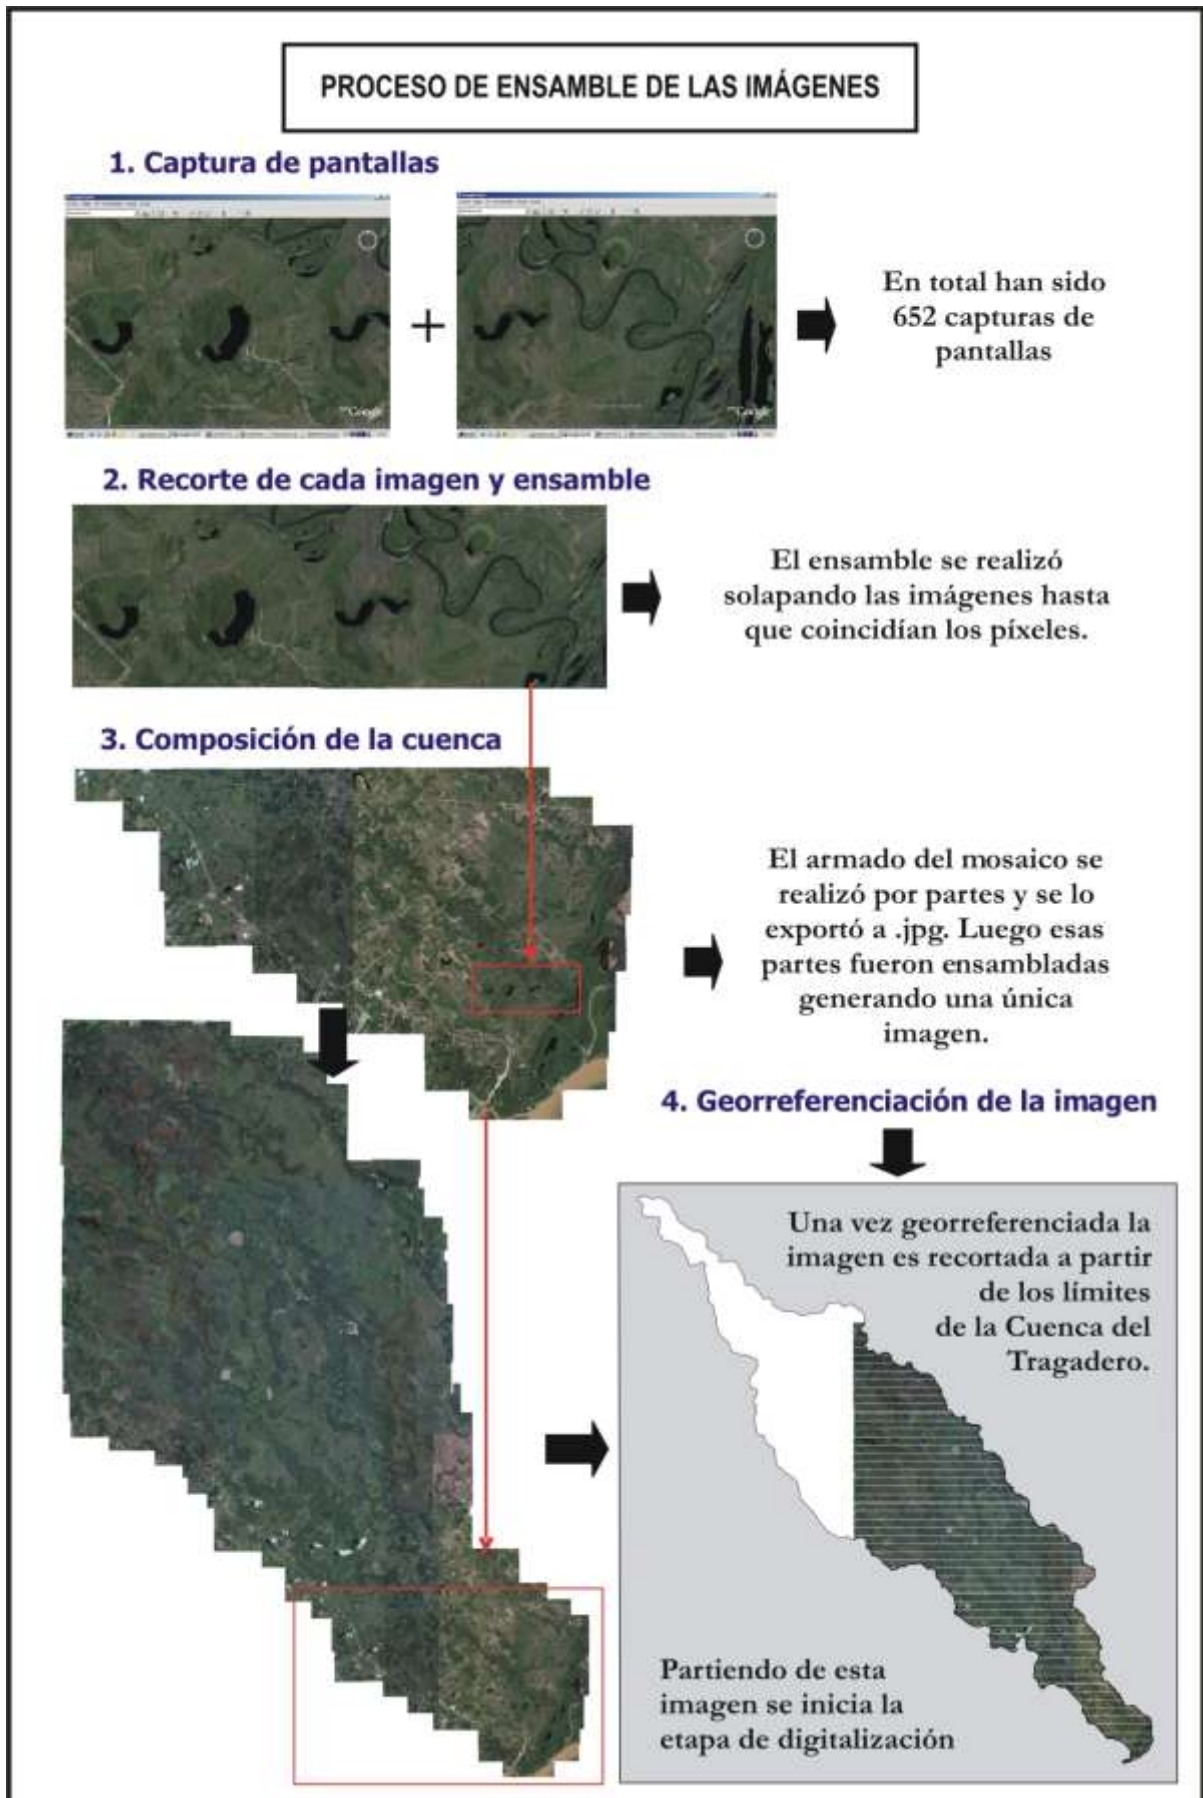 PROCESO DE ENSAMBLE DE LAS IMÁGENES
1. Captura de pantallas
Google
Google
En total han sido
652 capturas de
pantallas
2. Recorte de cada imagen y ensamble
El ensamble se realizó
solapando las imágenes hasta
que coincidían los píxeles.
3. Composición de la cuenca
El armado del mosaico se
realizó por partes y se lo
exportó a .jpg. Luego esas
partes fueron ensambladas
generando una única
imagen.
4. Georreferenciación de la imagen
Una vez georreferenciada la
imagen es recortada a partir
de los límites
de la Cuenca del
Tragadero.
Partiendo de esta
imagen se inicia la
etapa de digitalización